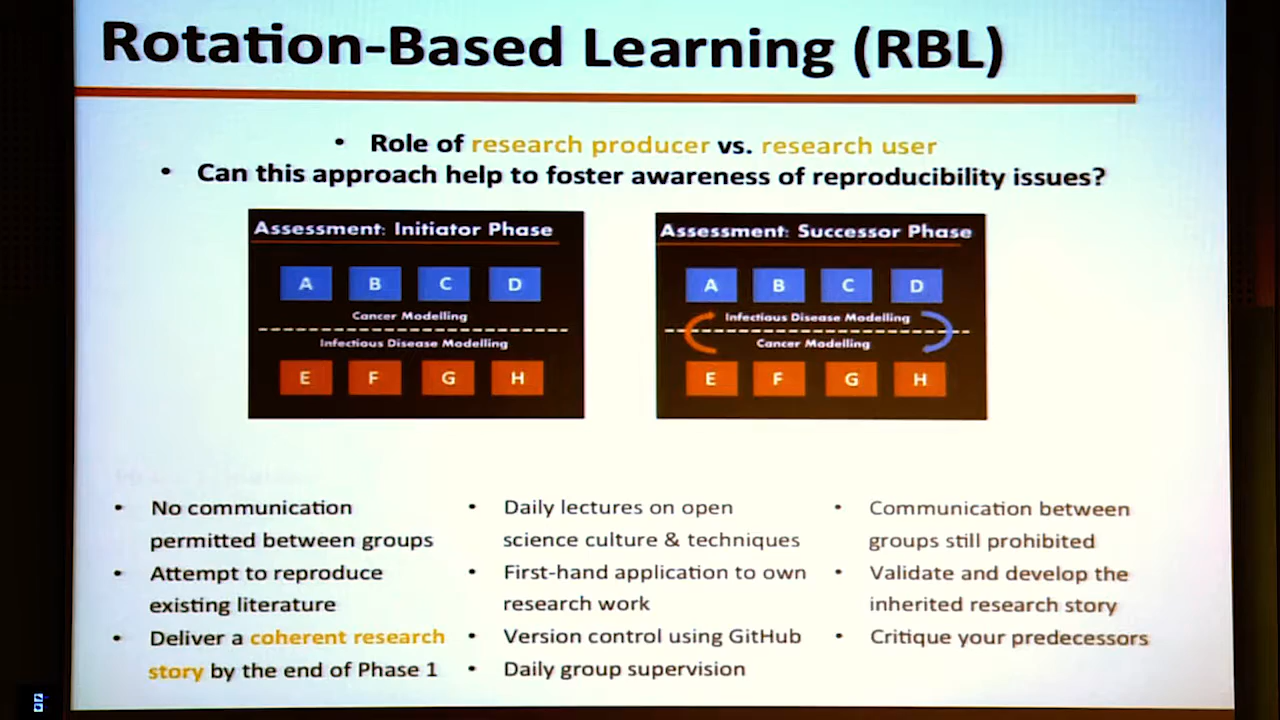 Rotation-Based Learning (RBL)
• Role of research producer vs. research user
• Can this approach help to foster awareness of reproducibility issues?
Assessment: Initiator Phase
A B C D
Cancer Modelling
Infectious Disease Modelling
E F G H
Assessment: Successor Phase
A B C D
Infectious Disease Modelling
Cancer Modelling
E F G H
• No communication
permitted between groups
• Attempt to reproduce
existing literature
• Deliver a coherent research
story by the end of Phase 1
• Daily lectures on open
science culture & techniques
• First-hand application to own
research work
• Version control using GitHub
• Daily group supervision
• Communication between
groups still prohibited
• Validate and develop the
inherited research story
• Critique your predecessors